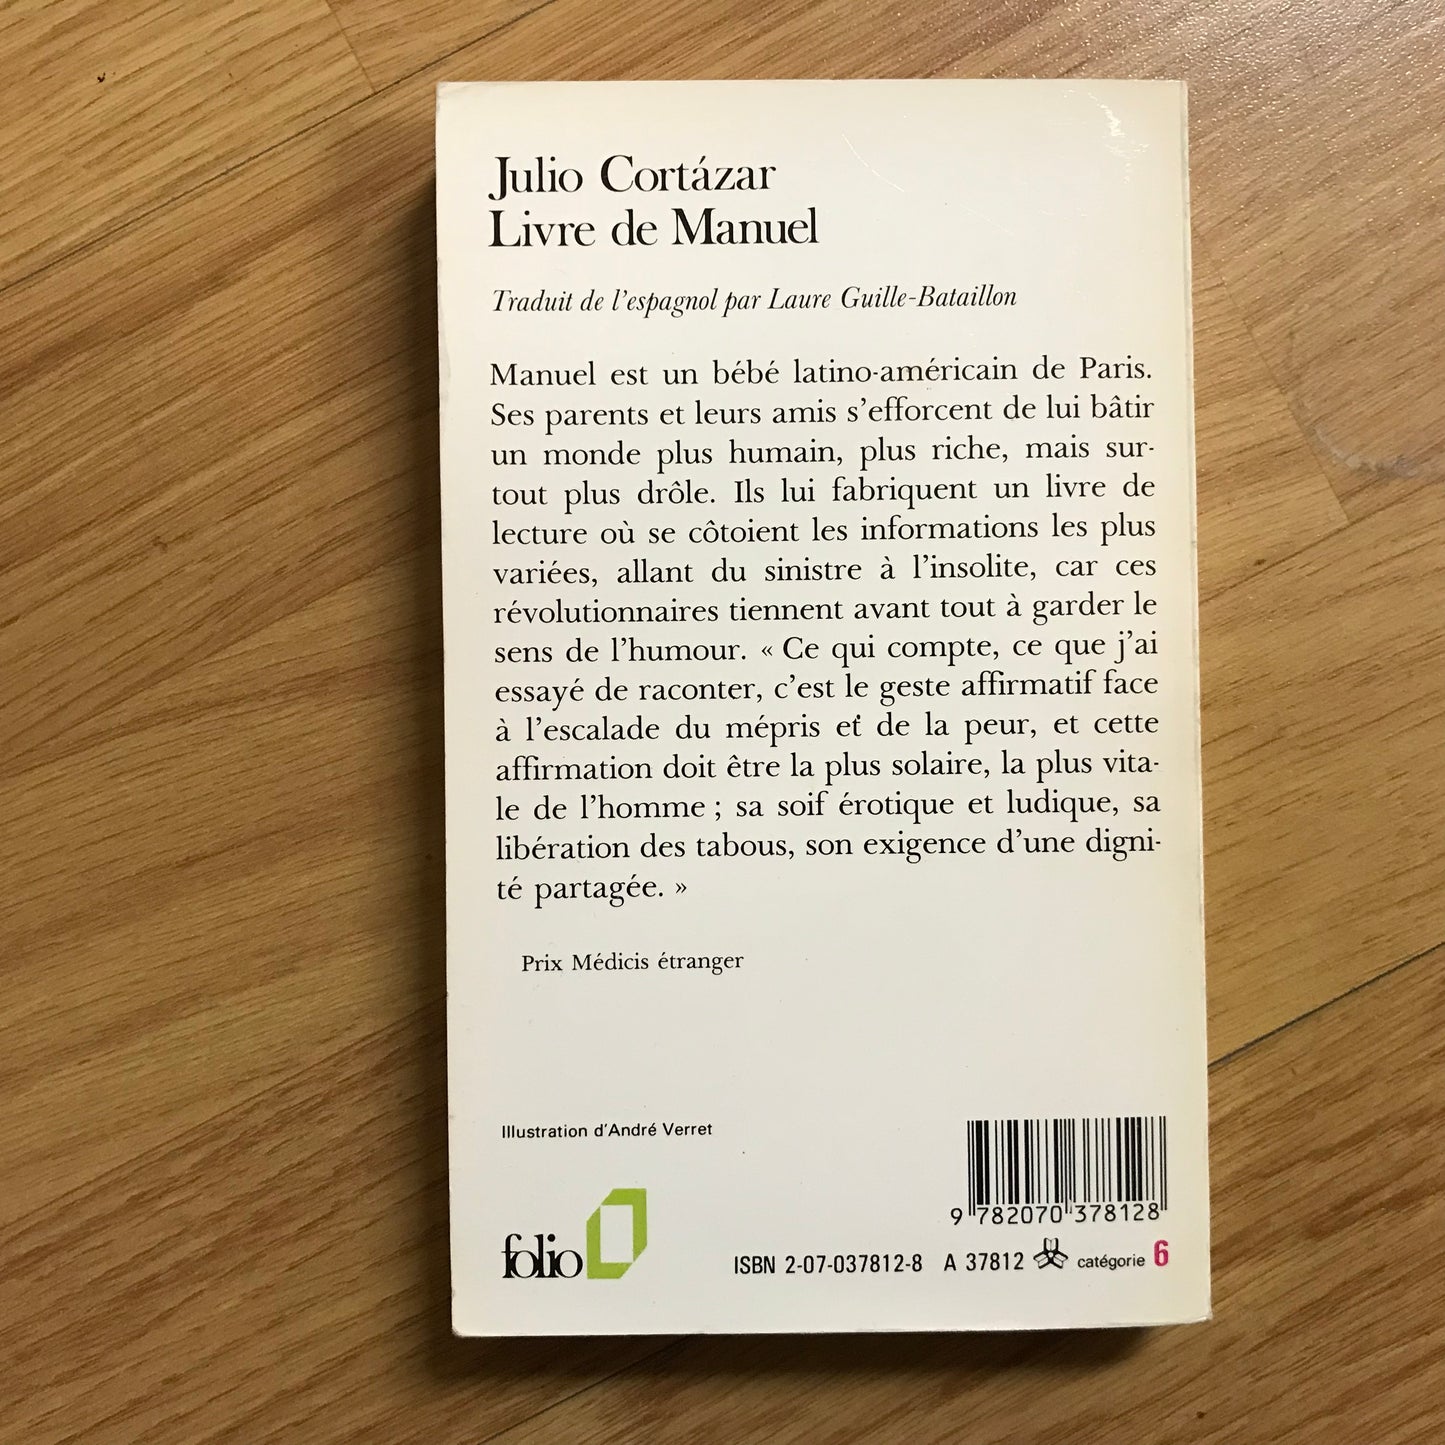 Julio Cortázar
Livre de Manuel
Traduit de l'espagnol par Laure Guille-Bataillon
Manuel est un bébé latino-américain de Paris.
Ses parents et leurs amis s'efforcent de lui bâtir
un monde plus humain, plus riche, mais sur-
tout plus drôle. Ils lui fabriquent un livre de
lecture où se côtoient les informations les plus
variées, allant du sinistre à l'insolite, car ces
révolutionnaires tiennent avant tout à garder le
sens de l'humour. « Ce qui compte, ce que j'ai
essayé de raconter, c'est le geste affirmatif face
à l'escalade du mépris et de la peur, et cette
affirmation doit être la plus solaire, la plus vita-
le de l'homme ; sa soif érotique et ludique, sa
libération des tabous, son exigence d'une digni-
té partagée. »
Prix Médicis étranger
Illustration d'André Verret
9 782070 378128
folio
ISBN 2-07-037812-8 A 37812 catégorie 6